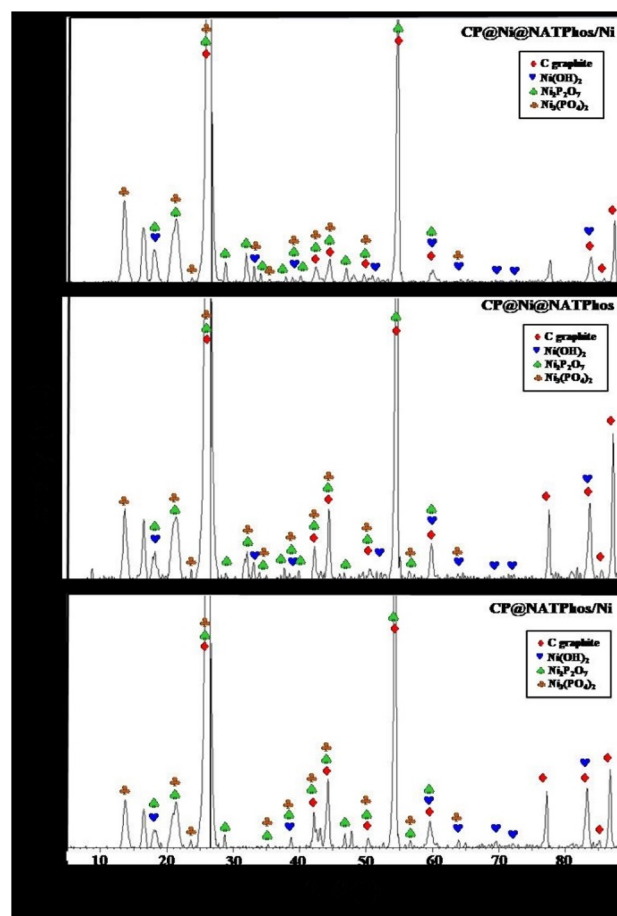 CP@Ni@NATPhos/Ni
C graphite
Ni(OH)₂
Ni₂P₂O₇
Ni₃(PO₄)₂
CP@Ni@NATPhos
C graphite
Ni(OH)₂
Ni₂P₂O₇
Ni₃(PO₄)₂
CP@NATPhos/Ni
C graphite
Ni(OH)₂
Ni₂P₂O₇
Ni₃(PO₄)₂
10 20 30 40 50 60 70 80